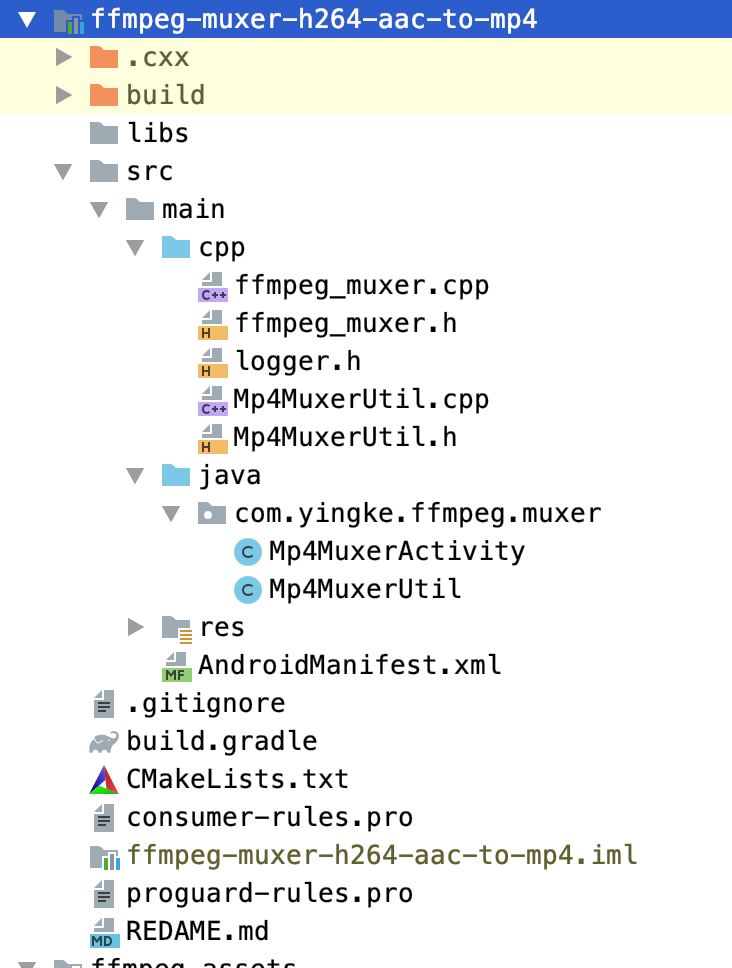 ffmpeg-muxer-h264-aac-to-mp4
.cxx
build
libs
src
main
cpp
C++ ffmpeg_muxer.cpp
H ffmpeg_muxer.h
H logger.h
C++ Mp4MuxerUtil.cpp
H Mp4MuxerUtil.h
java
com.yingke.ffmpeg.muxer
C Mp4MuxerActivity
C Mp4MuxerUtil
res
MF AndroidManifest.xml
.gitignore
build.gradle
CMakeLists.txt
consumer-rules.pro
ffmpeg-muxer-h264-aac-to-mp4.iml
proguard-rules.pro
MD REDAME.md
ffmpeg_assets